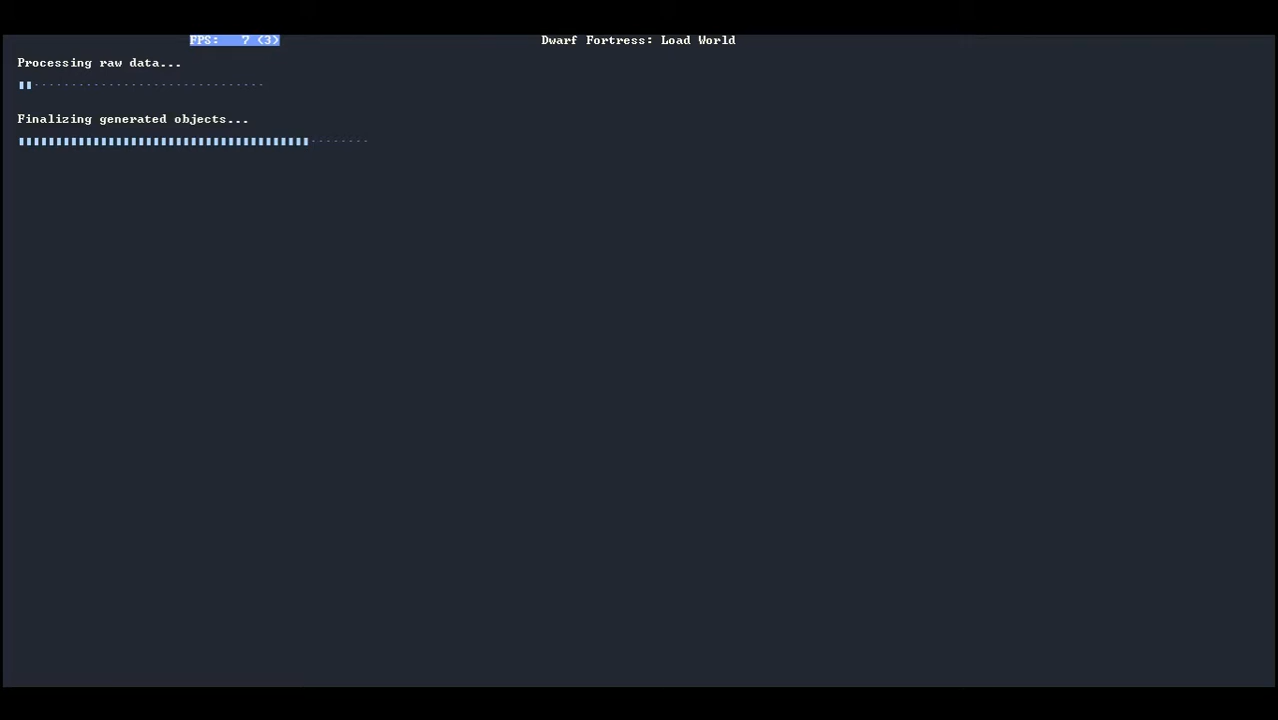 FPS:   7 (3)
Dwarf Fortress: Load World
Processing raw data...
Finalizing generated objects...